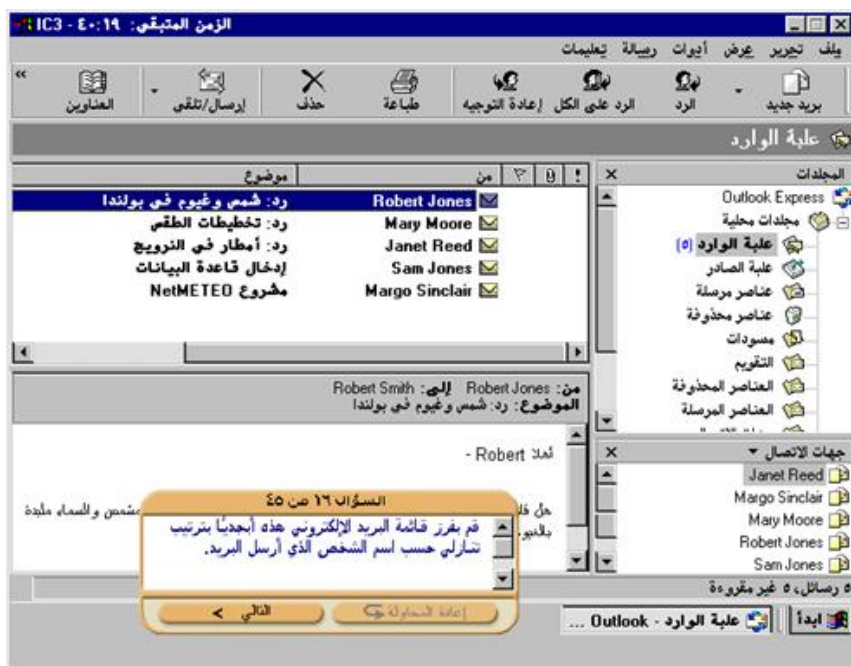 الزمن المتبقي: ٤٠:١٩ - IC3
ملف تحرير عرض أدوات رسالة تعليمات
بريد جديد الرد الرد على الكل إعادة التوجيه طباعة حذف إرسال/تلقي العناوين
علبة الوارد
المجلدات
Outlook Express
مجلدات محلية
علبة الوارد (٥)
علبة الصادر
عناصر مرسلة
عناصر محذوفة
مسودات
التقويم
العناصر المحذوفة
العناصر المرسلة
جهات الاتصال
Janet Reed
Margo Sinclair
Mary Moore
Robert Jones
Sam Jones
! من موضوع
Robert Jones رد: شمس وغيوم في بولندا
Mary Moore رد: تخطيطات الطقس
Janet Reed رد: أمطار في النرويج
Sam Jones إدخال قاعدة البيانات
Margo Sinclair مشروع NetMETEO
من: Robert Jones إلى: Robert Smith
الموضوع: رد: شمس وغيوم في بولندا
أهلا Robert -
هل مشمس والسماء ملبدة
السؤال ١٦ من ٤٥
قم بفرز قائمة البريد الإلكتروني هذه أبجديًا بترتيب
تنازلي حسب اسم الشخص الذي أرسل البريد.
إعادة المحاولة التالي >
٥ رسائل، ٥ غير مقروءة
ابدأ علبة الوارد - Outlook ...